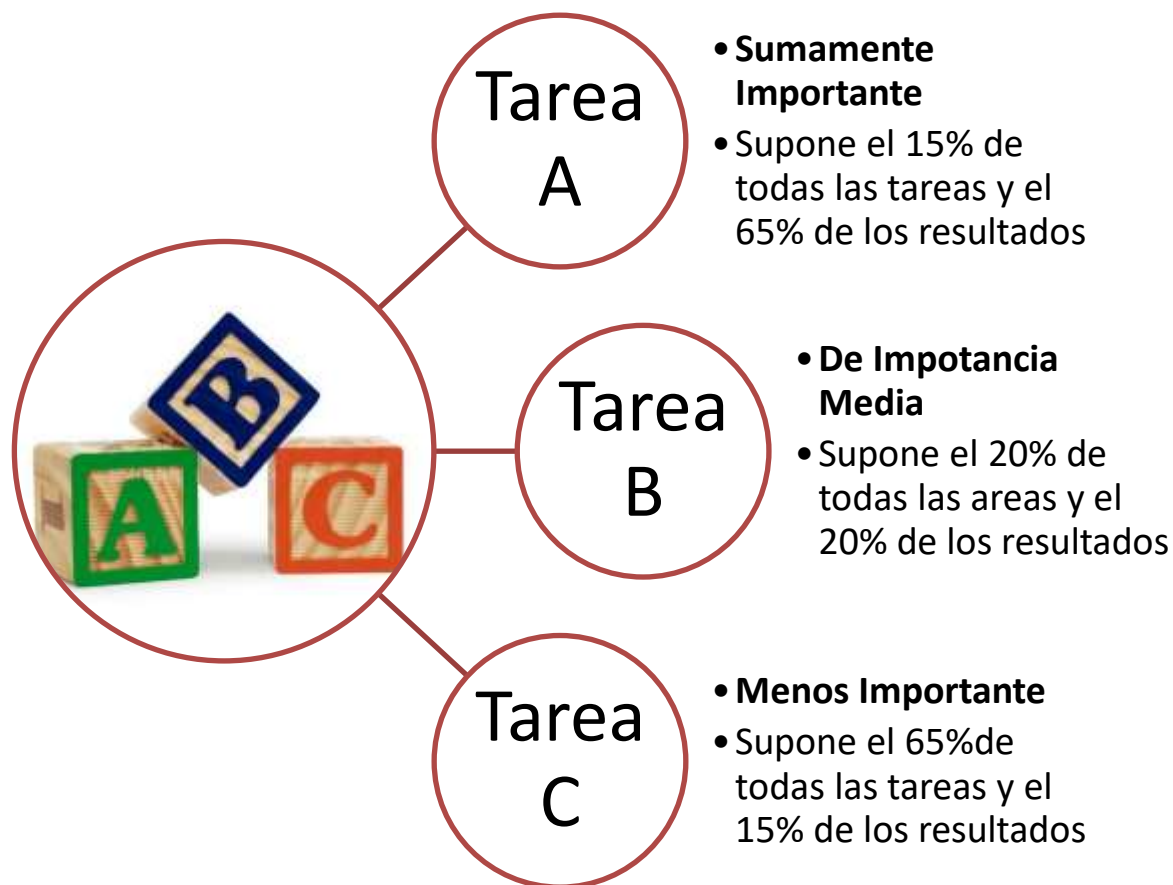 Tarea
A
• Sumamente
Importante
• Supone el 15% de
todas las tareas y el
65% de los resultados
B
A
C
Tarea
B
• De Impotancia
Media
• Supone el 20% de
todas las areas y el
20% de los resultados
Tarea
C
• Menos Importante
• Supone el 65%de
todas las tareas y el
15% de los resultados